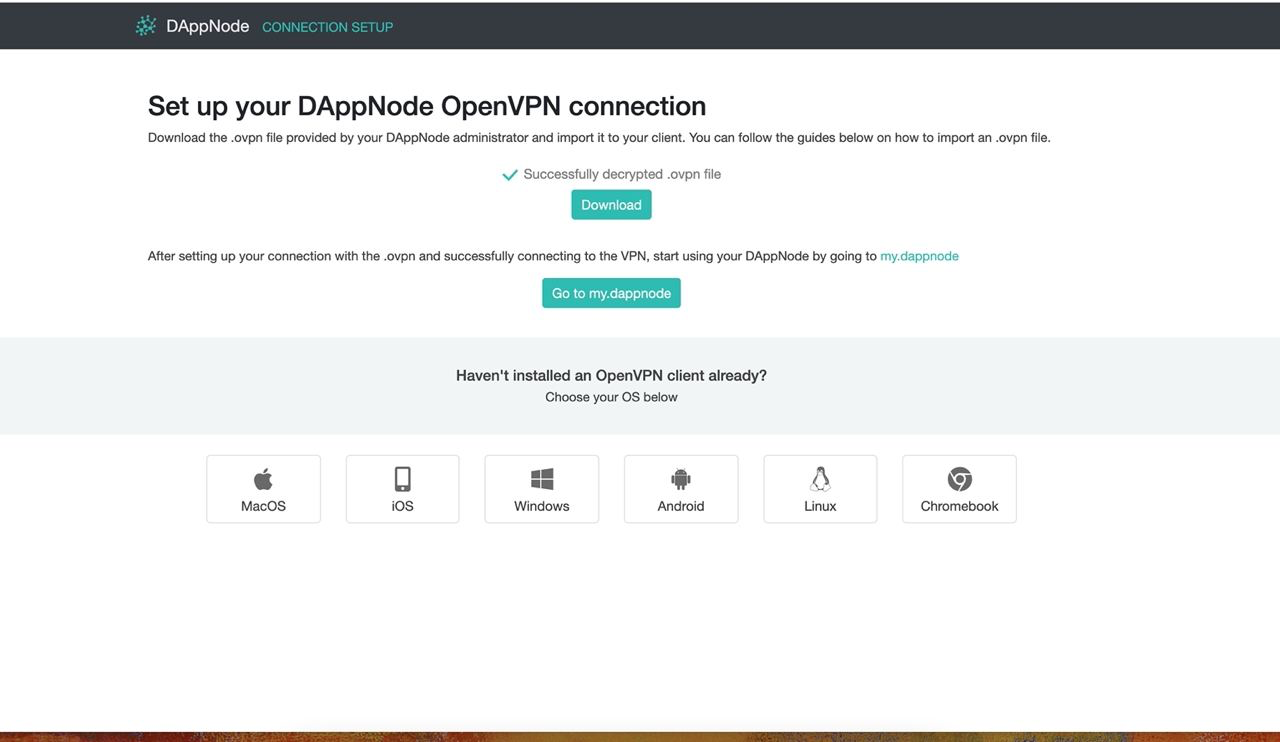 DAppNode CONNECTION SETUP
Set up your DAppNode OpenVPN connection
Download the .ovpn file provided by your DAppNode administrator and import it to your client. You can follow the guides below on how to import an .ovpn file.
Successfully decrypted .ovpn file
Download
After setting up your connection with the .ovpn and successfully connecting to the VPN, start using your DAppNode by going to my.dappnode
Go to my.dappnode
Haven't installed an OpenVPN client already?
Choose your OS below
MacOS iOS Windows Android Linux Chromebook